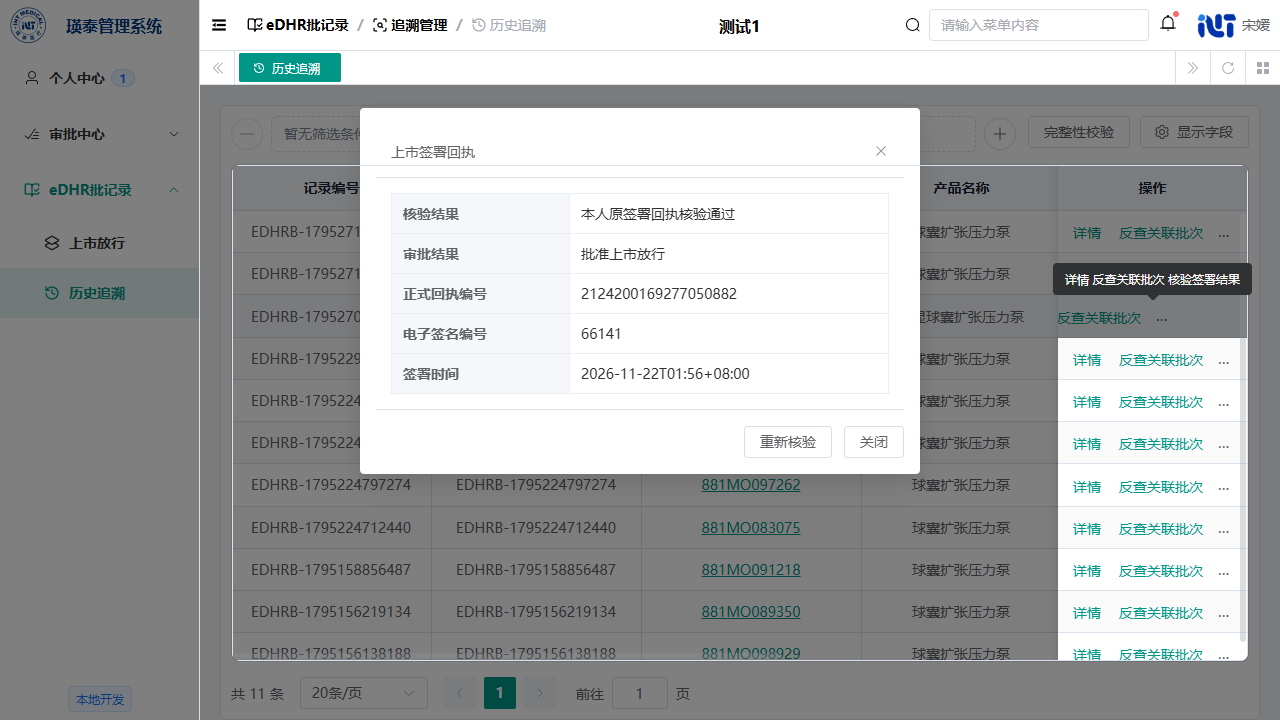 瑛泰管理系统
eDHR批记录 / 追溯管理 / 历史追溯
测试1
请输入菜单内容
宋媛
个人中心 1
审批中心
eDHR批记录
上市放行
历史追溯
本地开发
历史追溯
暂无筛选条件
完整性校验
显示字段
记录编号
产品名称
操作
EDHRB-179527
球囊扩张压力泵
详情 反查关联批次 ...
EDHRB-179527
球囊扩张压力泵
详情 反查关联批次 核验签署结果
EDHRB-179527
球囊扩张压力泵
反查关联批次 ...
EDHRB-179522
球囊扩张压力泵
详情 反查关联批次 ...
EDHRB-179522
球囊扩张压力泵
详情 反查关联批次 ...
EDHRB-179522
球囊扩张压力泵
详情 反查关联批次 ...
EDHRB-1795224797274 EDHRB-1795224797274 881MO097262 球囊扩张压力泵 详情 反查关联批次 ...
EDHRB-1795224712440 EDHRB-1795224712440 881MO083075 球囊扩张压力泵 详情 反查关联批次 ...
EDHRB-1795158856487 EDHRB-1795158856487 881MO091218 球囊扩张压力泵 详情 反查关联批次 ...
EDHRB-1795156219134 EDHRB-1795156219134 881MO089350 球囊扩张压力泵 详情 反查关联批次 ...
EDHRB-1795156138188 EDHRB-1795156138188 881MO098929 球囊扩张压力泵 详情 反查关联批次 ...
共 11 条 20条/页 1 前往 1 页
上市签署回执
核验结果 本人原签署回执核验通过
审批结果 批准上市放行
正式回执编号 2124200169277050882
电子签名编号 66141
签署时间 2026-11-22T01:56+08:00
重新核验 关闭